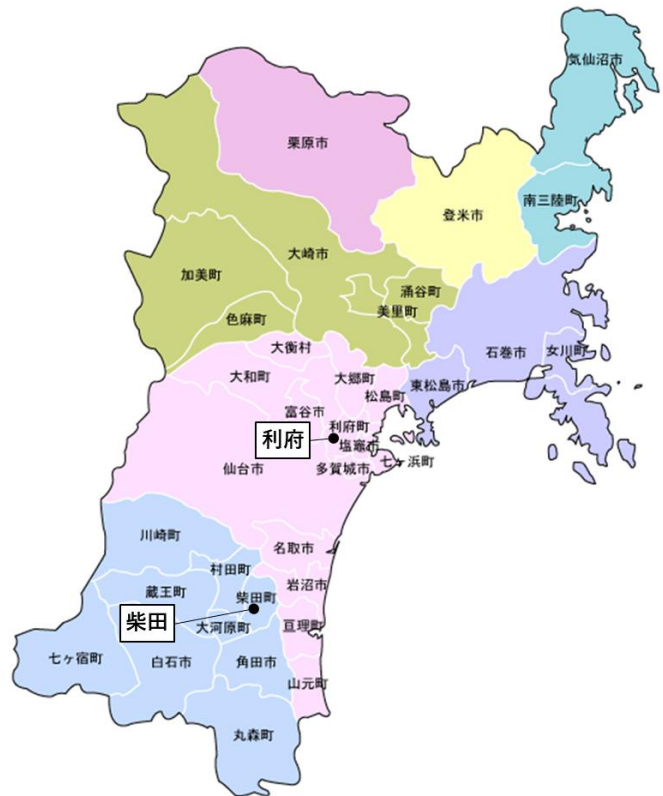 気仙沼市
栗原市
南三陸町
登米市
大崎市
加美町
涌谷町
美里町
色麻町
大衡村
石巻市
女川町
大和町
大郷町
東松島市
松島町
富谷市
利府町
利府
塩竈市
七ヶ浜町
仙台市
多賀城市
川崎町
名取市
村田町
岩沼市
蔵王町
柴田町
柴田
大河原町
亘理町
七ヶ宿町
白石市
角田市
山元町
丸森町